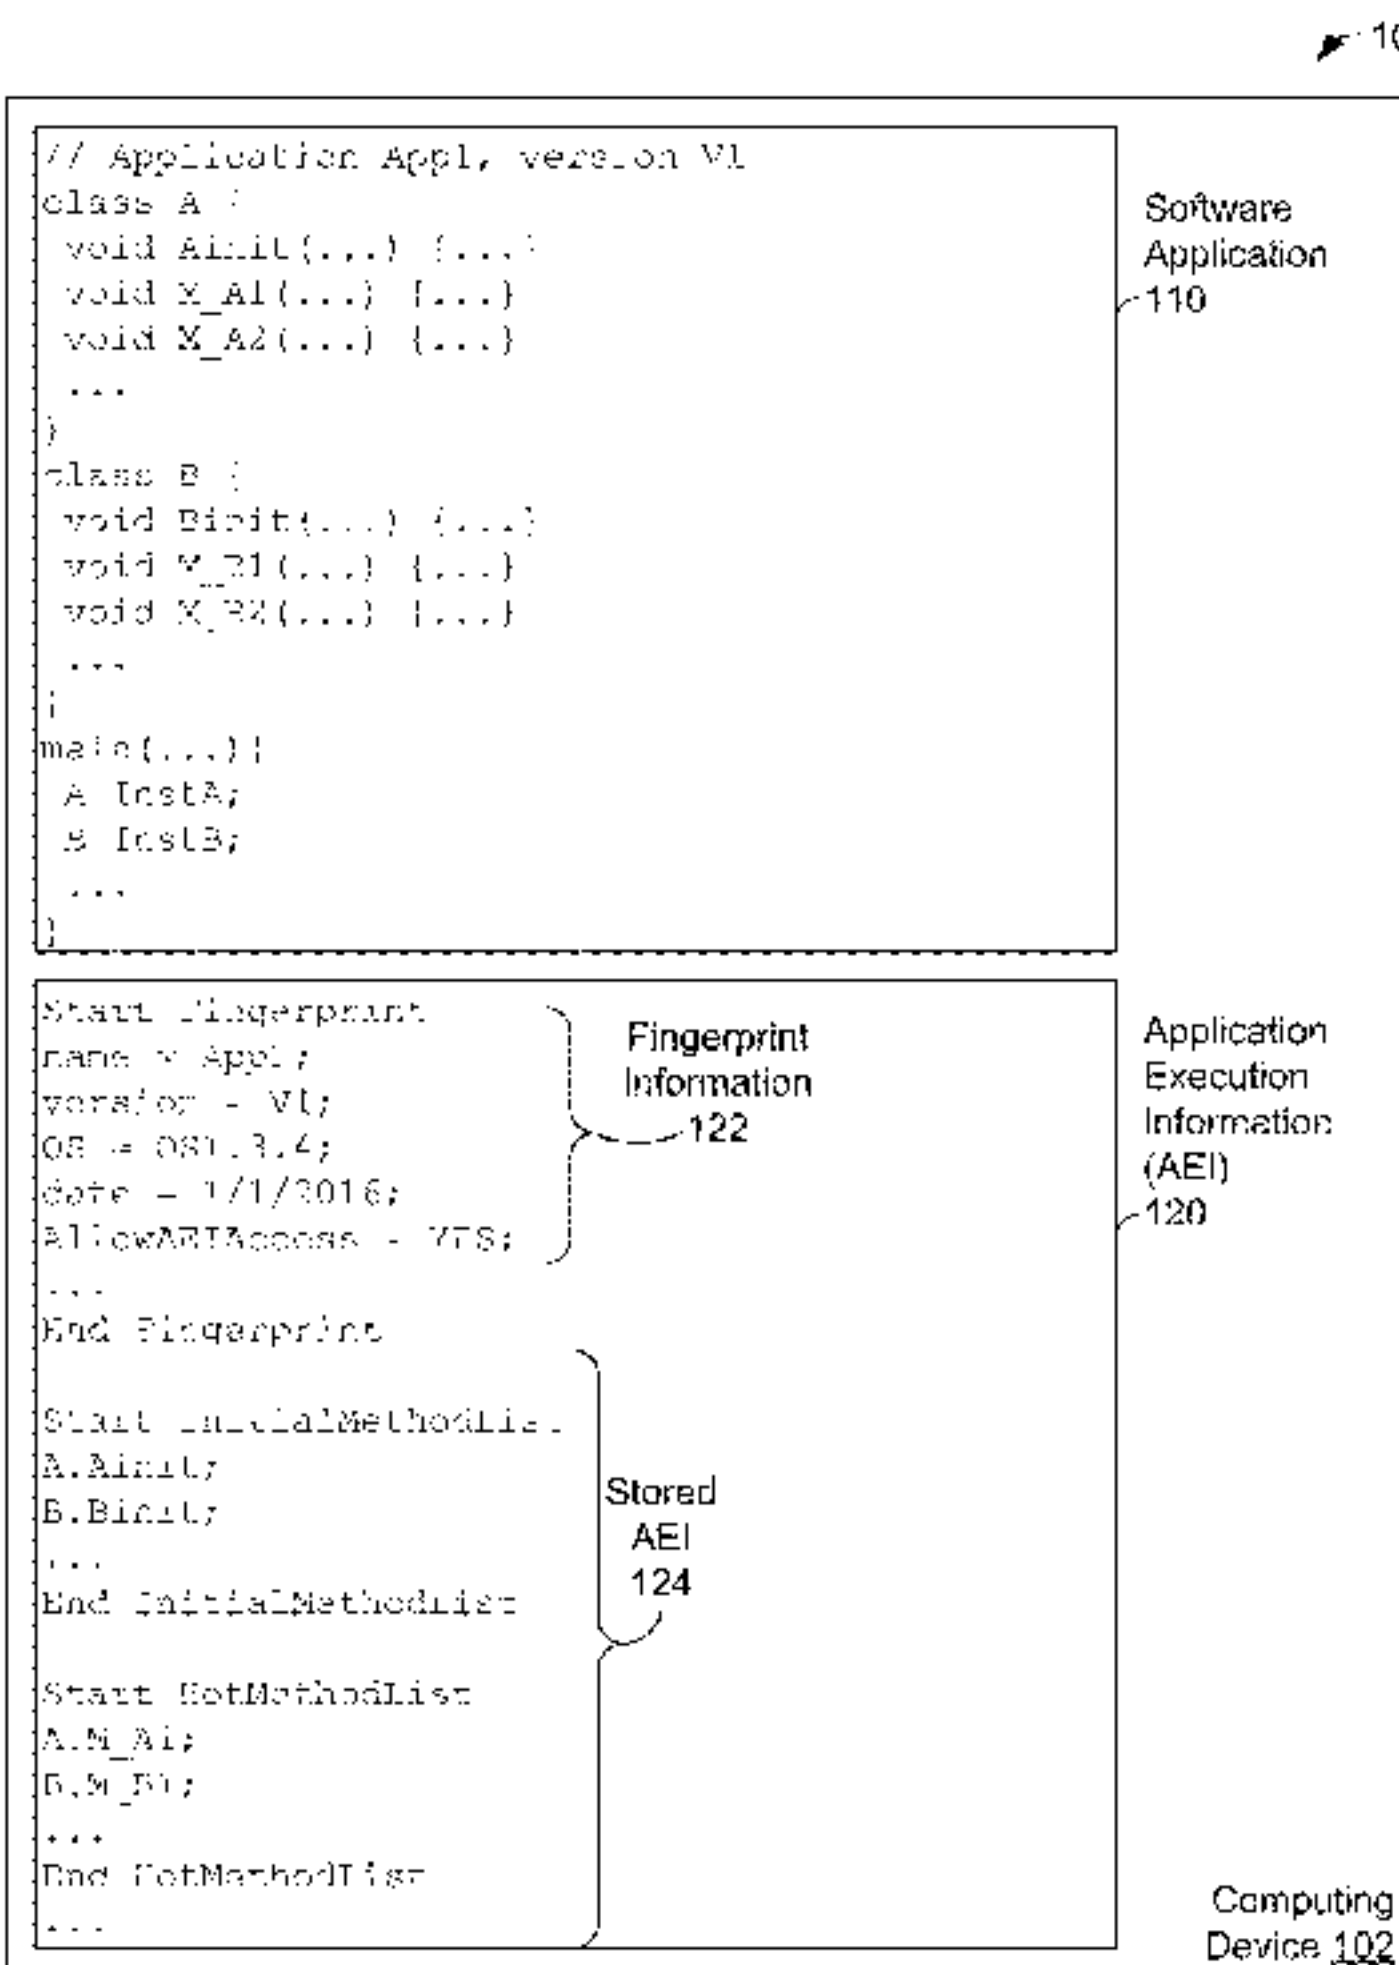 10
// Application App1, version V1
class A {
void Ainit(...) {...}
void M_A1(...) {...}
void M_A2(...) {...}
...
}
class B {
void Binit(...) {...}
void M_B1(...) {...}
void M_B2(...) {...}
...
}
main(...){
A InstA;
B InstB;
...
}
Software
Application
110
Start Fingerprint
name = App1;
version = V1;
OS = OS1.3.4;
date = 1/1/2016;
AllowAEIAccess = YES;
...
End Fingerprint
Fingerprint
Information
122
Start InitialMethodList
A.Ainit;
B.Binit;
...
End InitialMethodList
Start HotMethodList
A.M_A1;
B.M_B1;
...
End HotMethodList
...
Stored
AEI
124
Application
Execution
Information
(AEI)
120
Computing
Device 102